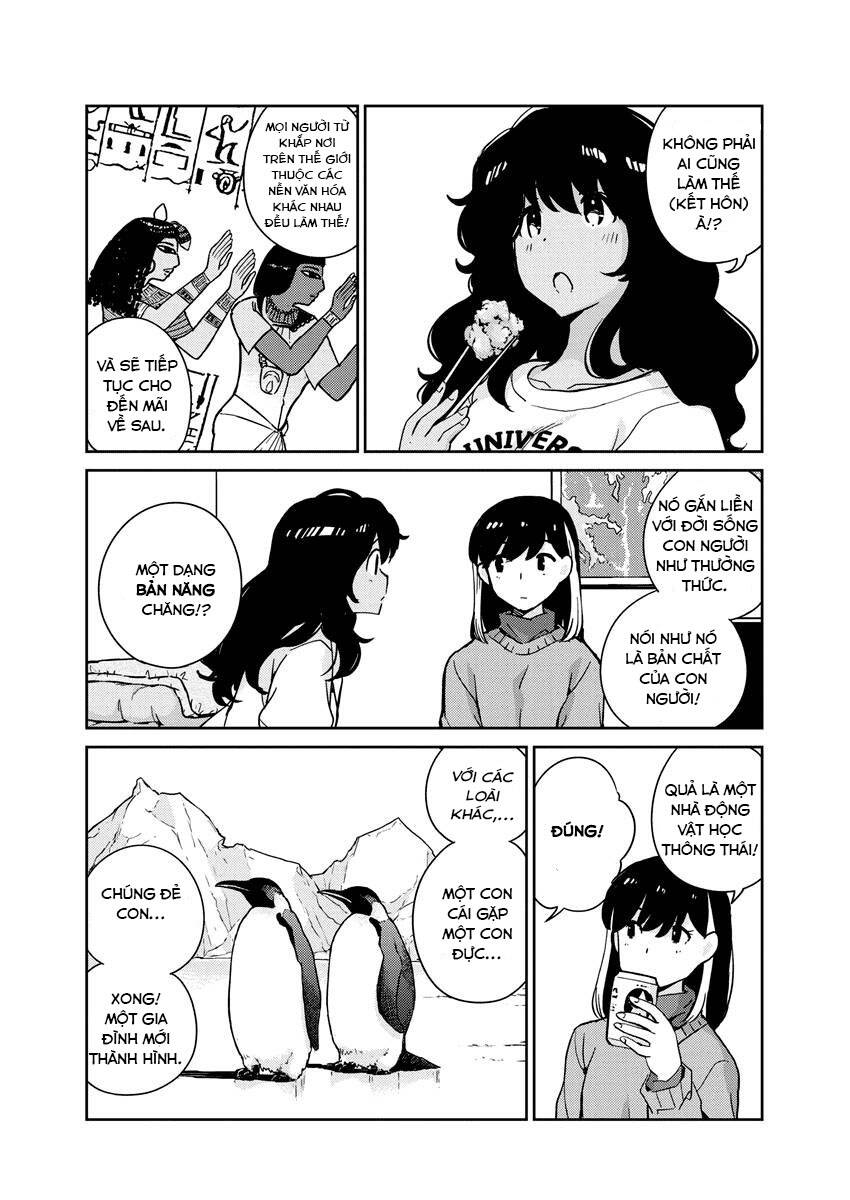 KHÔNG PHẢI
AI CŨNG
LÀM THẾ
(KẾT HÔN)
À!?
UNIVERS
MỌI NGƯỜI TỪ
KHẮP NƠI
TRÊN THẾ GIỚI
THUỘC CÁC
NỀN VĂN HÓA
KHÁC NHAU
ĐỀU LÀM THẾ!
VÀ SẼ TIẾP
TỤC CHO
ĐẾN MÃI
VỀ SAU.
NÓ GẮN LIỀN
VỚI ĐỜI SỐNG
CON NGƯỜI
NHƯ THƯỜNG
THỨC.
NÓI NHƯ NÓ
LÀ BẢN CHẤT
CỦA CON
NGƯỜI!
MỘT DẠNG
BẢN NĂNG
CHĂNG!?
QUẢ LÀ MỘT
NHÀ ĐỘNG
VẬT HỌC
THÔNG THÁI!
ĐÚNG!
VỚI CÁC
LOÀI
KHÁC,...
MỘT CON
CÁI GẶP
MỘT CON
ĐỰC...
CHÚNG ĐẺ
CON...
XONG!
MỘT GIA
ĐÌNH MỚI
THÀNH HÌNH.